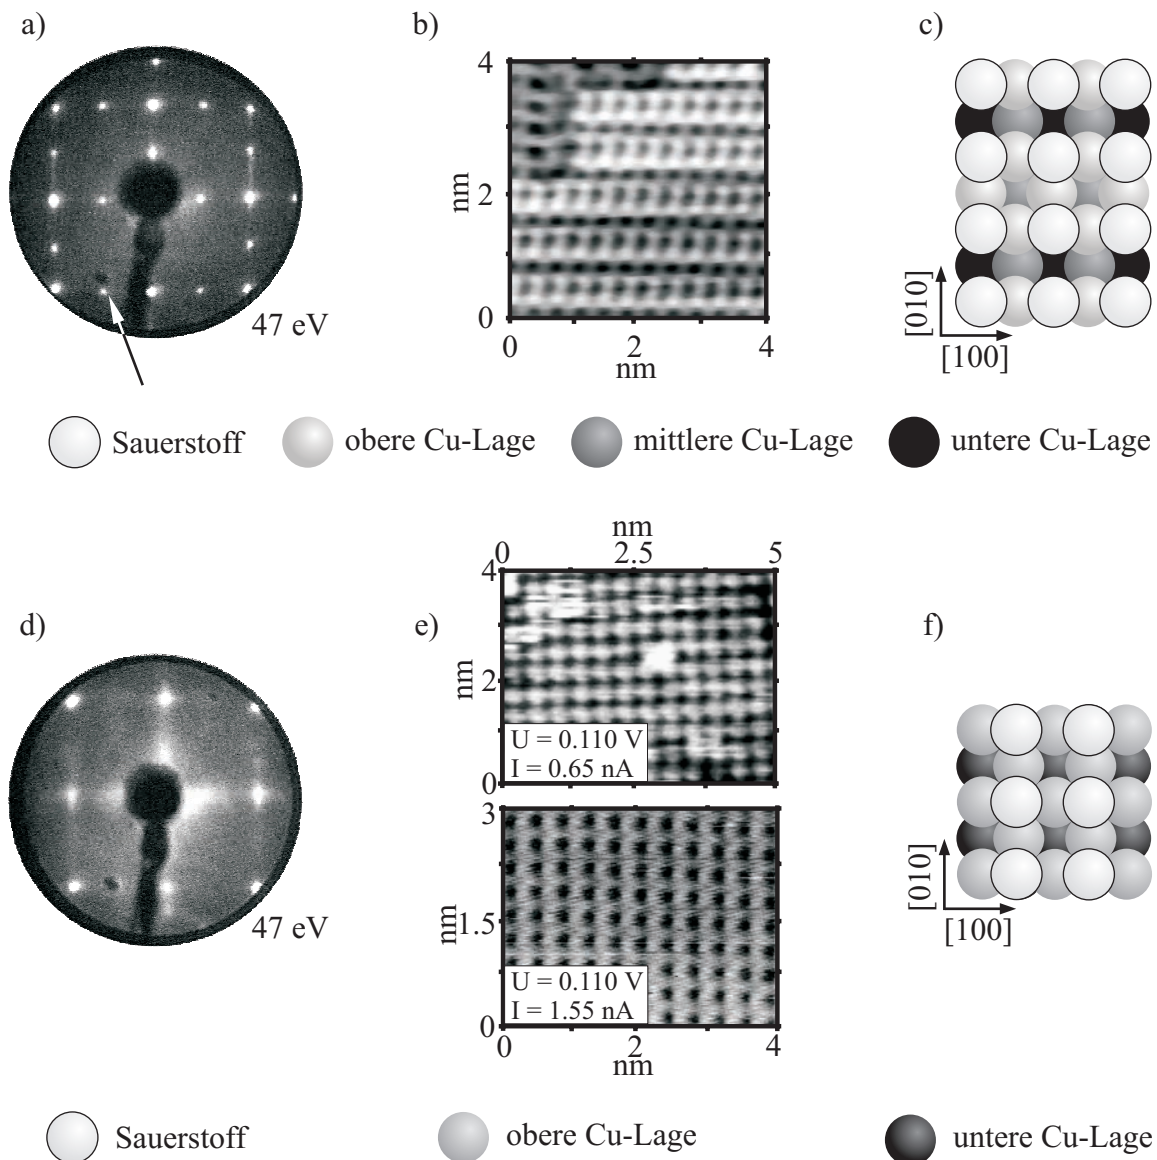 a)
b)
c)
4
2
0
nm
0
2
4
nm
47 eV
[010]
[100]
Sauerstoff
obere Cu-Lage
mittlere Cu-Lage
untere Cu-Lage
d)
e)
f)
nm
0
2.5
5
4
2
0
nm
U = 0.110 V
I = 0.65 nA
3
1.5
0
nm
U = 0.110 V
I = 1.55 nA
0
2
4
nm
47 eV
[010]
[100]
Sauerstoff
obere Cu-Lage
untere Cu-Lage